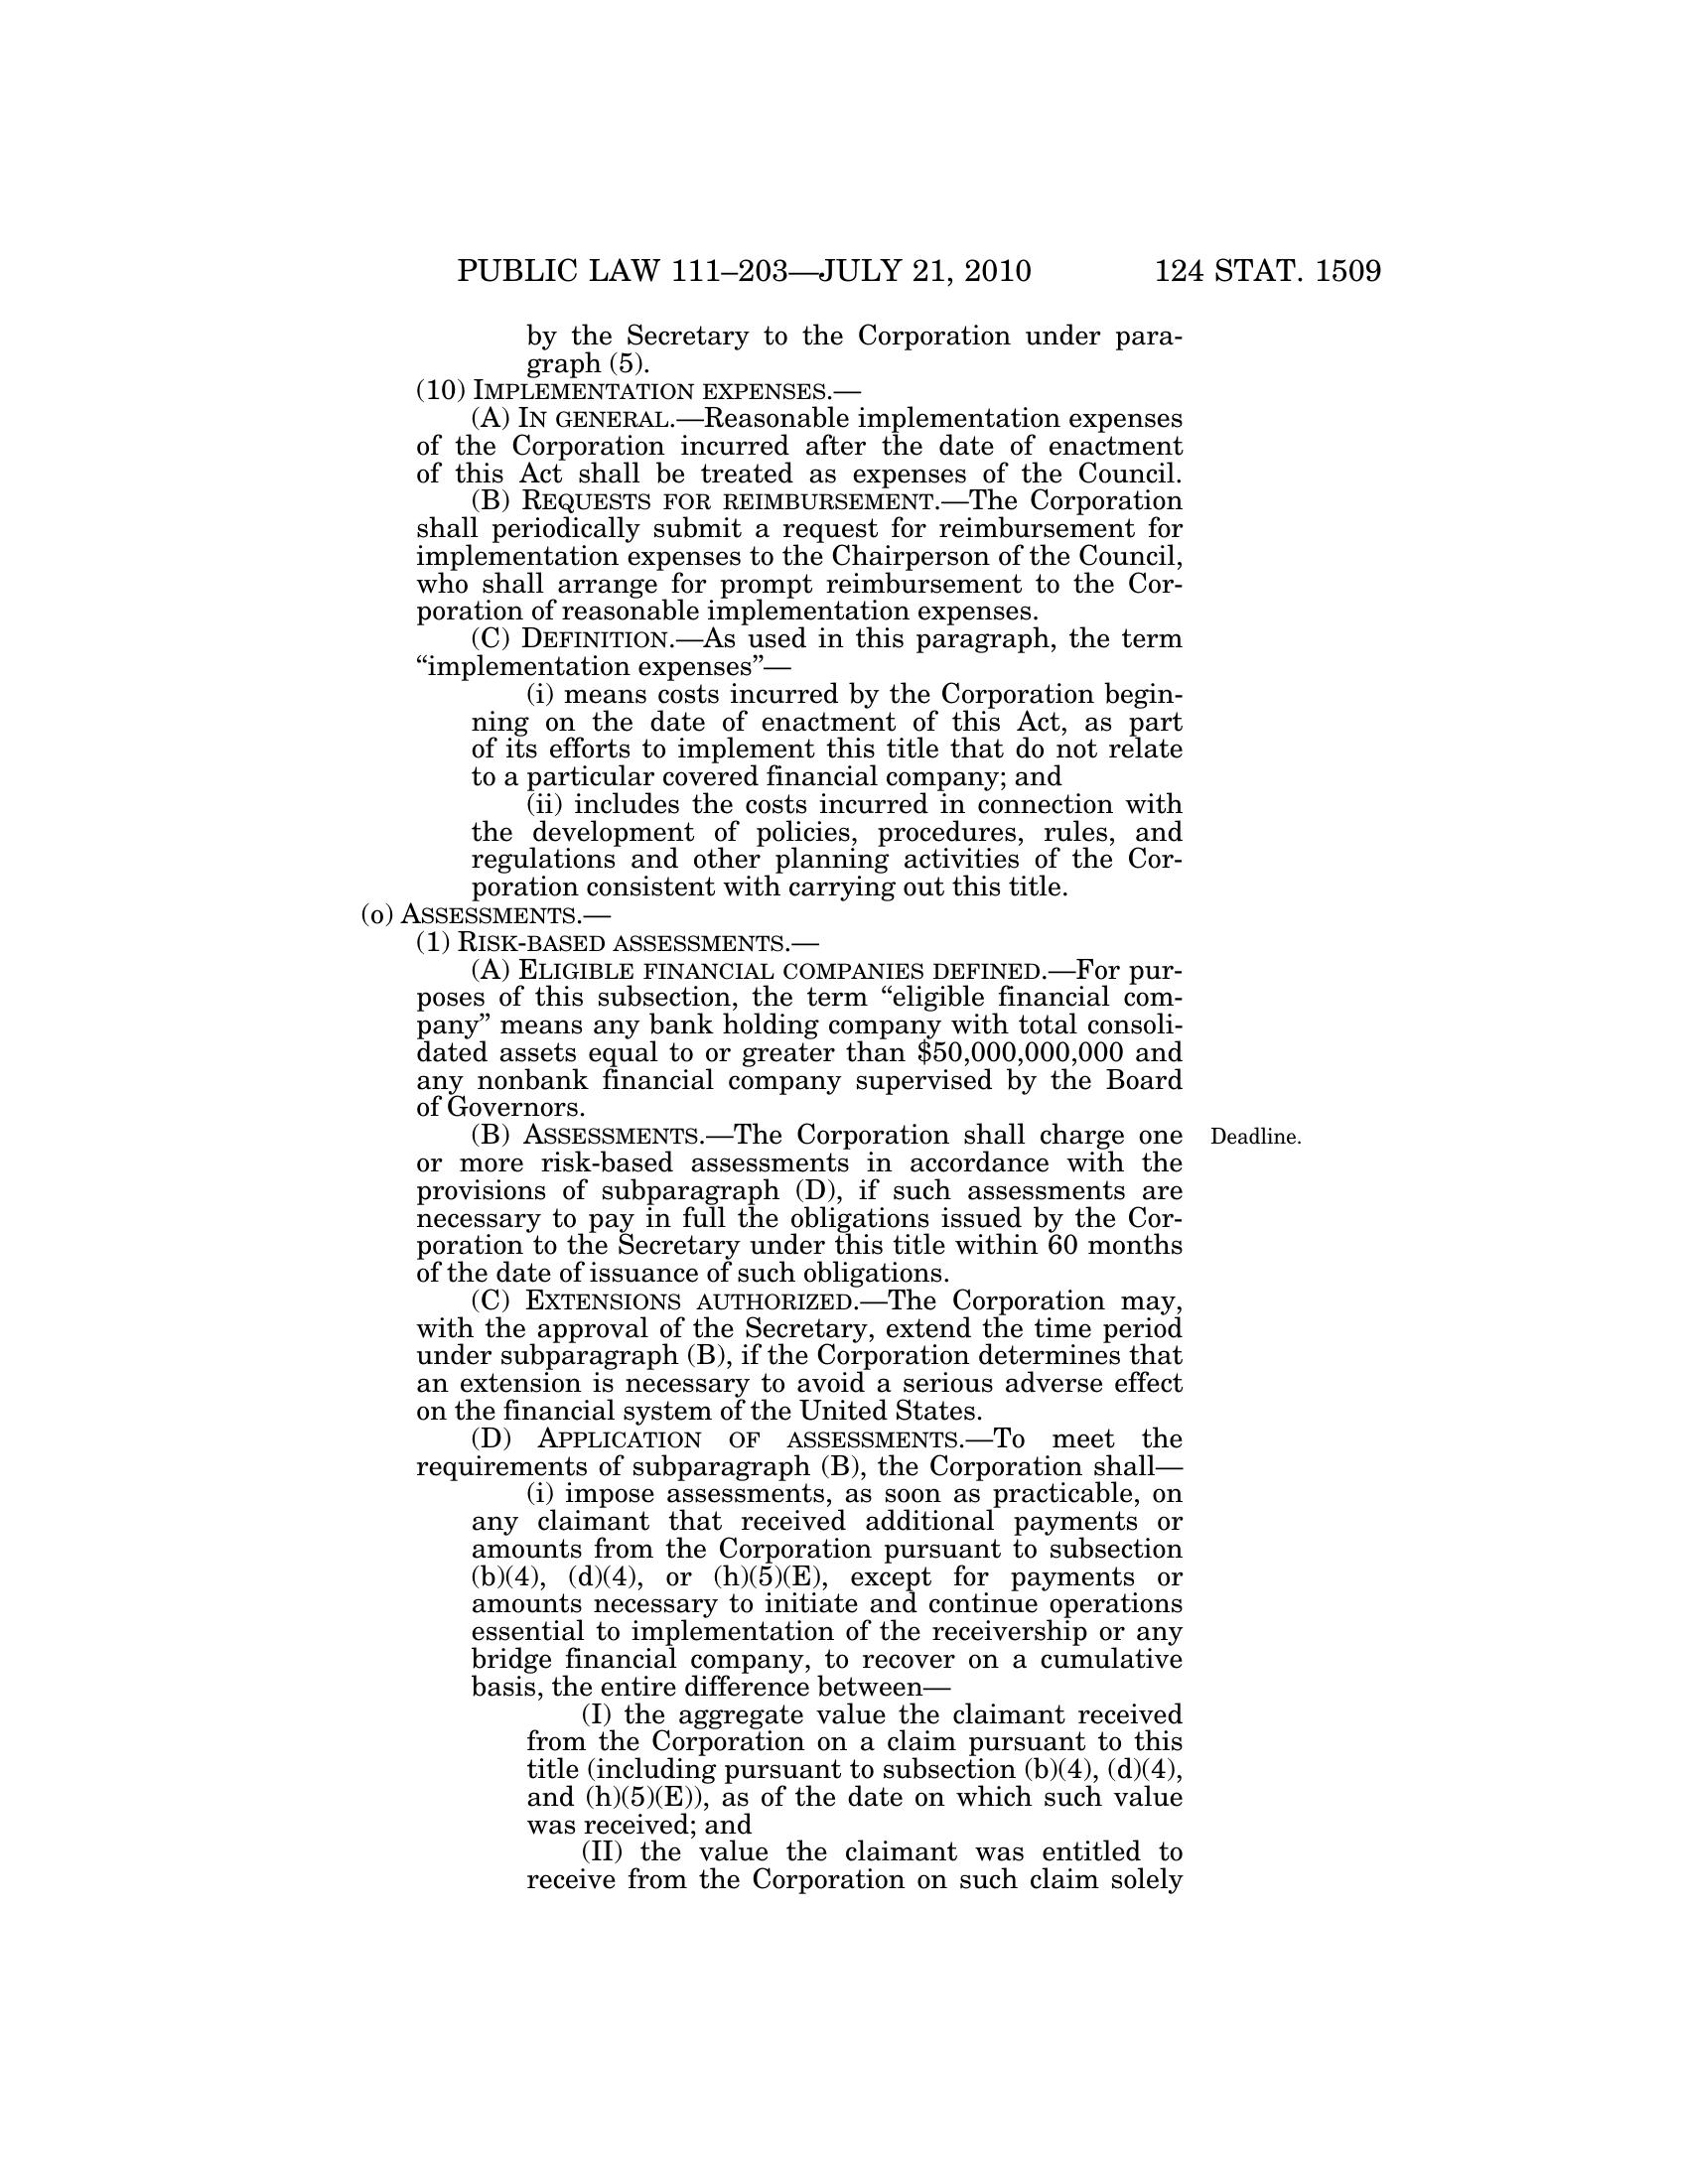 PUBLIC LAW 111–203—JULY 21, 2010 124 STAT. 1509
by the Secretary to the Corporation under para-
graph (5).
(10) IMPLEMENTATION EXPENSES.—
(A) IN GENERAL.—Reasonable implementation expenses
of the Corporation incurred after the date of enactment
of this Act shall be treated as expenses of the Council.
(B) REQUESTS FOR REIMBURSEMENT.—The Corporation
shall periodically submit a request for reimbursement for
implementation expenses to the Chairperson of the Council,
who shall arrange for prompt reimbursement to the Cor-
poration of reasonable implementation expenses.
(C) DEFINITION.—As used in this paragraph, the term
“implementation expenses”—
(i) means costs incurred by the Corporation begin-
ning on the date of enactment of this Act, as part
of its efforts to implement this title that do not relate
to a particular covered financial company; and
(ii) includes the costs incurred in connection with
the development of policies, procedures, rules, and
regulations and other planning activities of the Cor-
poration consistent with carrying out this title.
(o) ASSESSMENTS.—
(1) RISK-BASED ASSESSMENTS.—
(A) ELIGIBLE FINANCIAL COMPANIES DEFINED.—For pur-
poses of this subsection, the term “eligible financial com-
pany” means any bank holding company with total consoli-
dated assets equal to or greater than $50,000,000,000 and
any nonbank financial company supervised by the Board
of Governors.
(B) ASSESSMENTS.—The Corporation shall charge one Deadline.
or more risk-based assessments in accordance with the
provisions of subparagraph (D), if such assessments are
necessary to pay in full the obligations issued by the Cor-
poration to the Secretary under this title within 60 months
of the date of issuance of such obligations.
(C) EXTENSIONS AUTHORIZED.—The Corporation may,
with the approval of the Secretary, extend the time period
under subparagraph (B), if the Corporation determines that
an extension is necessary to avoid a serious adverse effect
on the financial system of the United States.
(D) APPLICATION OF ASSESSMENTS.—To meet the
requirements of subparagraph (B), the Corporation shall—
(i) impose assessments, as soon as practicable, on
any claimant that received additional payments or
amounts from the Corporation pursuant to subsection
(b)(4), (d)(4), or (h)(5)(E), except for payments or
amounts necessary to initiate and continue operations
essential to implementation of the receivership or any
bridge financial company, to recover on a cumulative
basis, the entire difference between—
(I) the aggregate value the claimant received
from the Corporation on a claim pursuant to this
title (including pursuant to subsection (b)(4), (d)(4),
and (h)(5)(E)), as of the date on which such value
was received; and
(II) the value the claimant was entitled to
receive from the Corporation on such claim solely